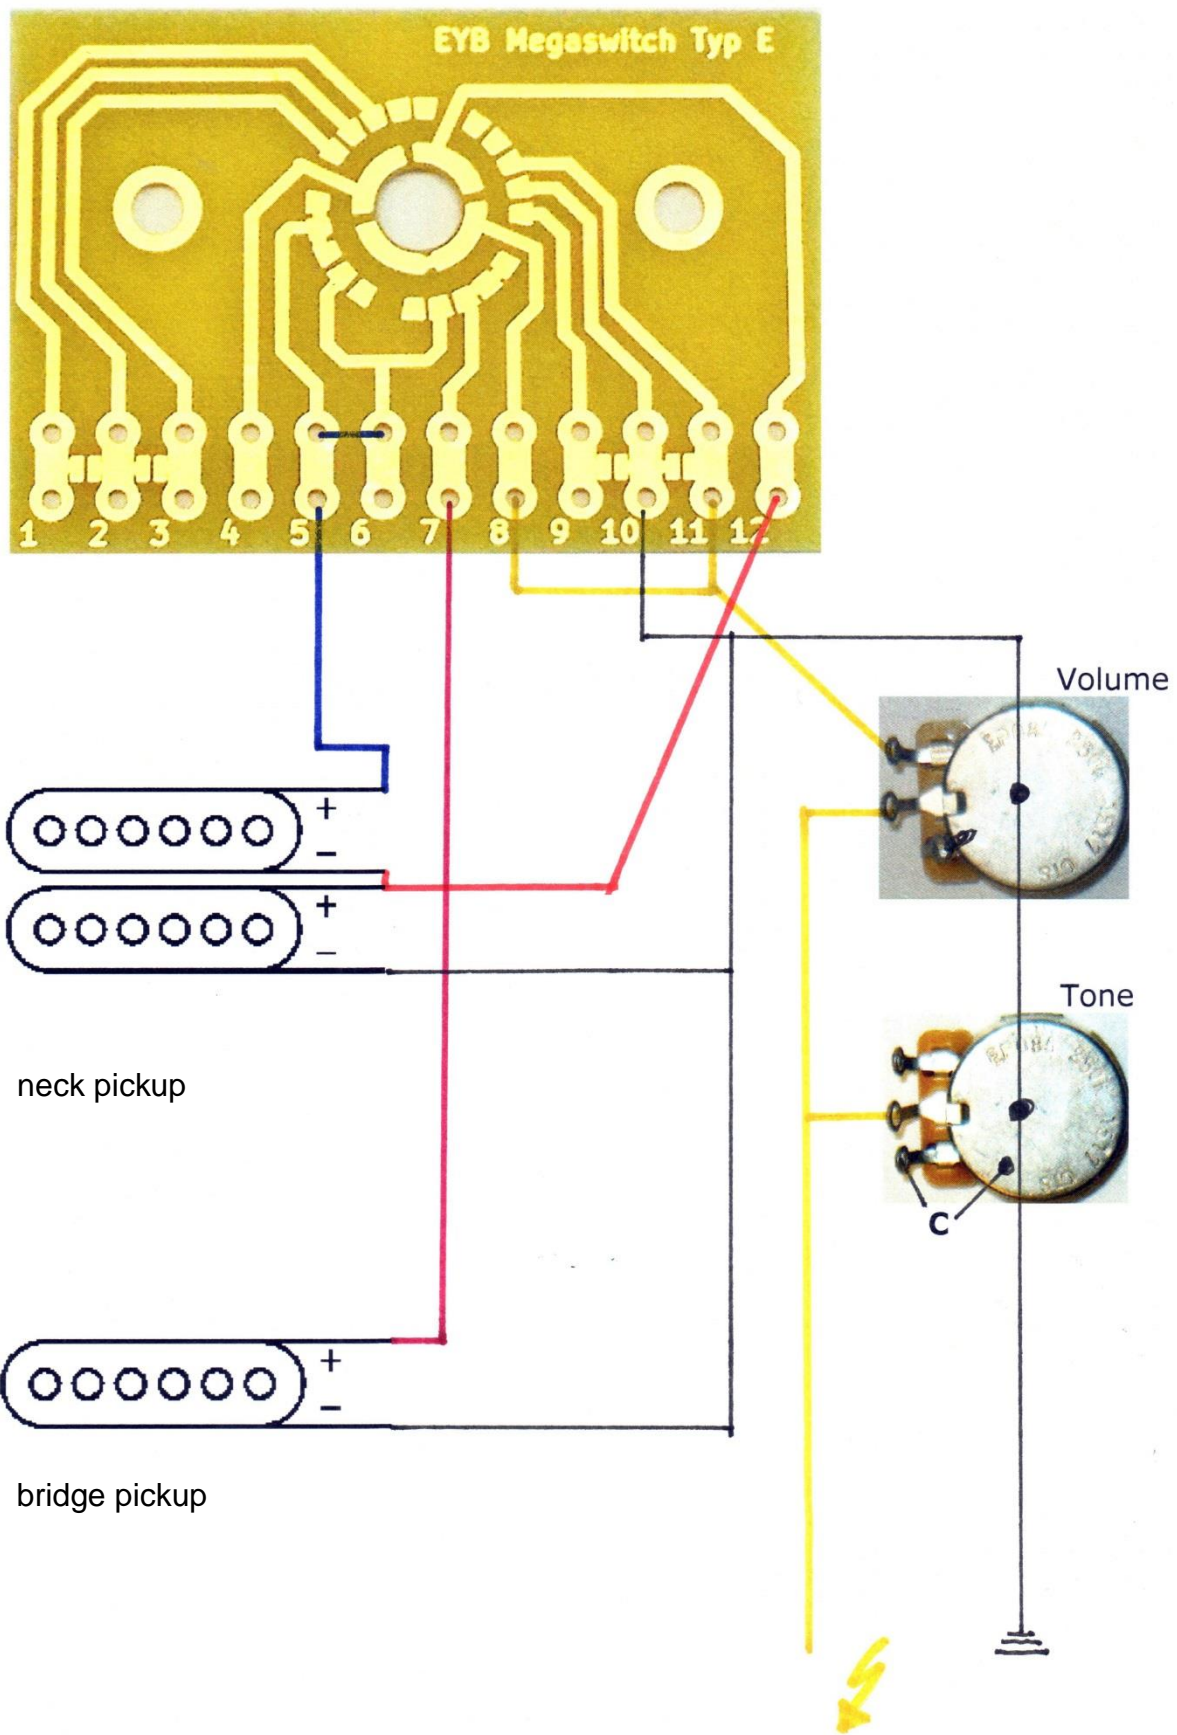 EYB Megaswitch Typ E
1 2 3 4 5 6 7 8 9 10 11 12
Volume
+
–
+
–
Tone
neck pickup
C
+
–
bridge pickup